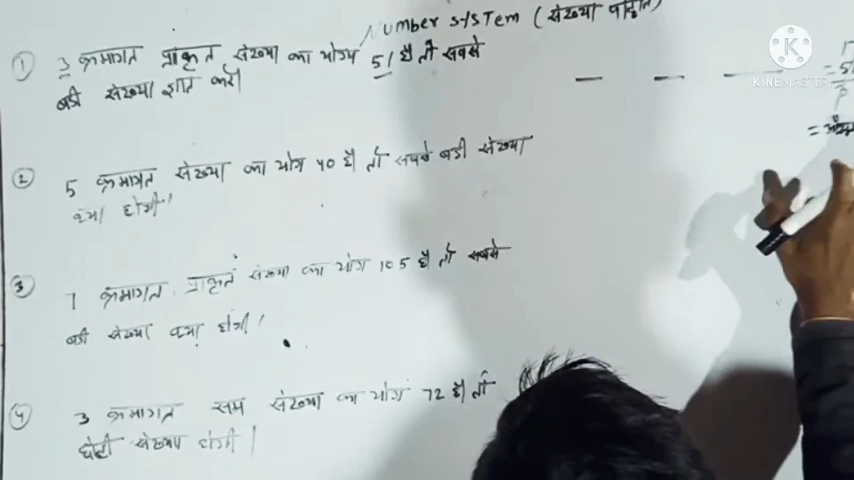 Number System (संख्या पद्धति)
① 3 क्रमागत प्राकृत संख्या का योग 51 है तो सबसे
बडी संख्या ज्ञात करो
② 5 क्रमागत संख्या का योग 40 है तो सबसे बडी संख्या
क्या होगी
③ 7 क्रमागत प्राकृत संख्या का योग 105 है तो सबसे
बडी संख्या क्या होगी
④ 3 क्रमागत सम संख्या का योग 72 है तो
छोटी संख्या होगी
KINEMASTER